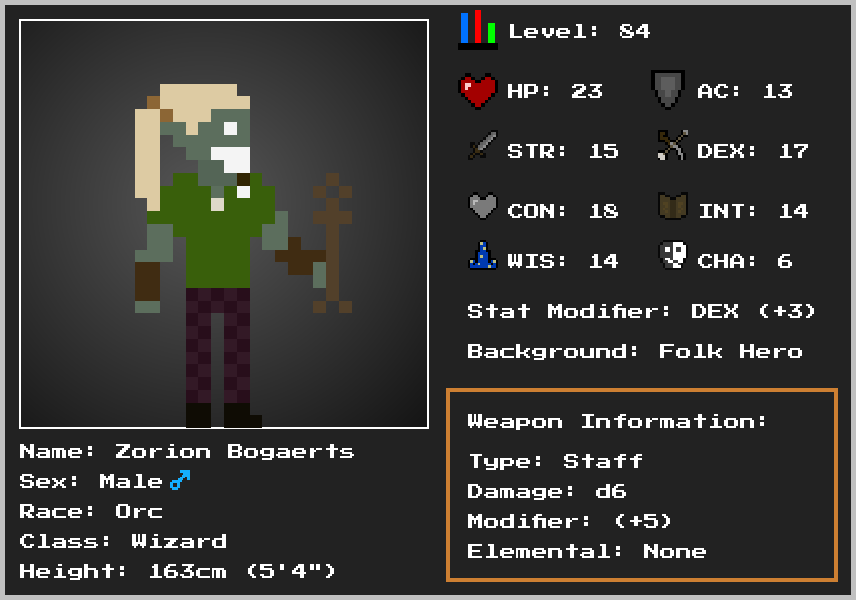 Level: 84
HP: 23 AC: 13
STR: 15 DEX: 17
CON: 18 INT: 14
WIS: 14 CHA: 6
Stat Modifier: DEX (+3)
Background: Folk Hero
Weapon Information:
Type: Staff
Damage: d6
Modifier: (+5)
Elemental: None
Name: Zorion Bogaerts
Sex: Male♂
Race: Orc
Class: Wizard
Height: 163cm (5'4")